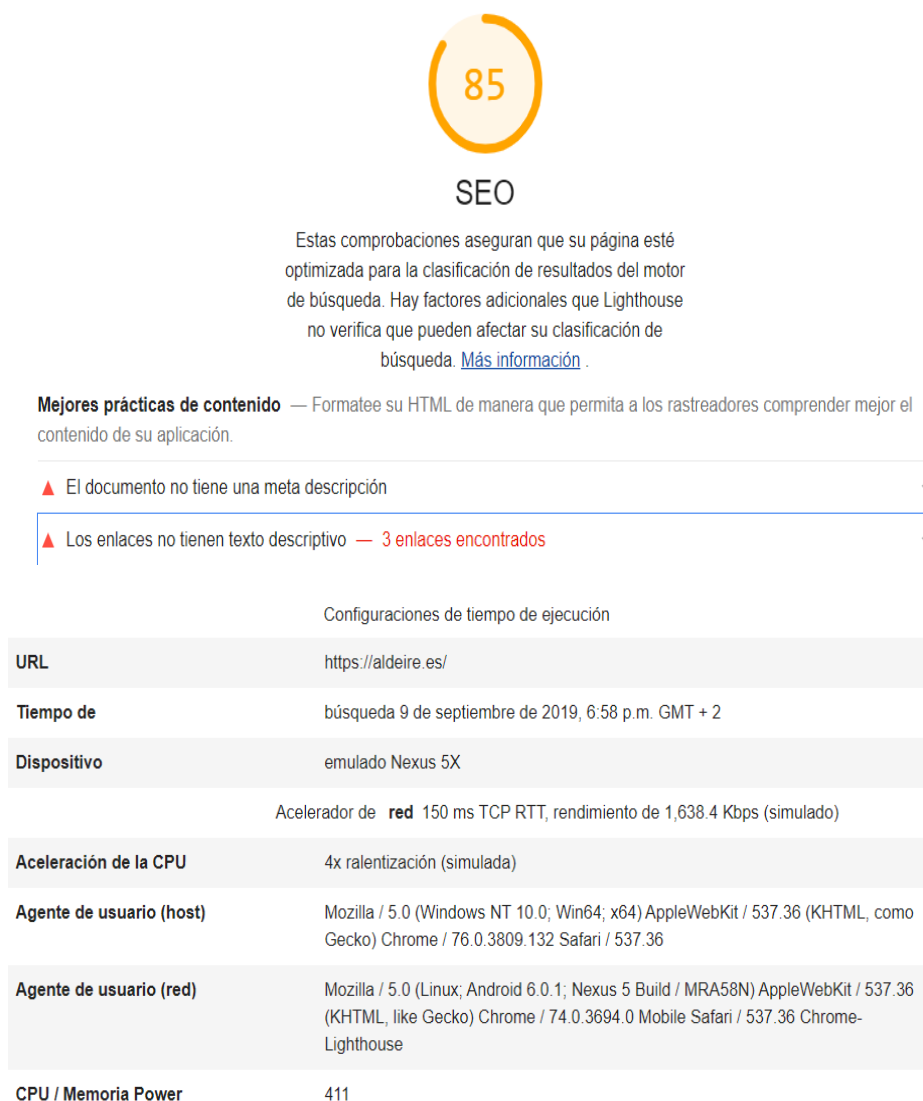 85
SEO
Estas comprobaciones aseguran que su página esté
optimizada para la clasificación de resultados del motor
de búsqueda. Hay factores adicionales que Lighthouse
no verifica que pueden afectar su clasificación de
búsqueda. Más información .
Mejores prácticas de contenido — Formatee su HTML de manera que permita a los rastreadores comprender mejor el
contenido de su aplicación.
El documento no tiene una meta descripción
Los enlaces no tienen texto descriptivo — 3 enlaces encontrados
Configuraciones de tiempo de ejecución
URL https://aldeire.es/
Tiempo de búsqueda 9 de septiembre de 2019, 6:58 p.m. GMT + 2
Dispositivo emulado Nexus 5X
Acelerador de red 150 ms TCP RTT, rendimiento de 1,638.4 Kbps (simulado)
Aceleración de la CPU 4x ralentización (simulada)
Agente de usuario (host) Mozilla / 5.0 (Windows NT 10.0; Win64; x64) AppleWebKit / 537.36 (KHTML, como
Gecko) Chrome / 76.0.3809.132 Safari / 537.36
Agente de usuario (red) Mozilla / 5.0 (Linux; Android 6.0.1; Nexus 5 Build / MRA58N) AppleWebKit / 537.36
(KHTML, like Gecko) Chrome / 74.0.3694.0 Mobile Safari / 537.36 Chrome-
Lighthouse
CPU / Memoria Power 411